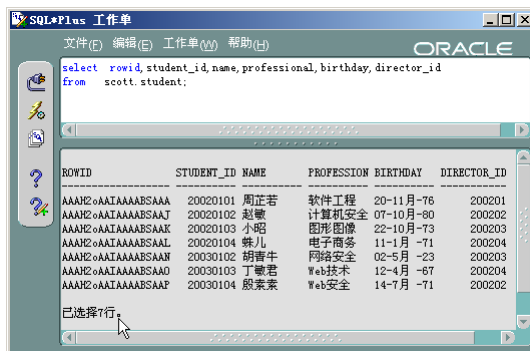 SQL*Plus 工作单
文件(F) 编辑(E) 工作单(W) 帮助(H)
ORACLE
select rowid,student_id,name,professional,birthday,director_id
from scott.student;
ROWID STUDENT_ID NAME PROFESSION BIRTHDAY DIRECTOR_ID
------------------ ---------- ---------- ---------- ---------- -----------
AAAH2oAAIAAAABSAAA 20020101 周芷若 软件工程 20-11月-76 200201
AAAH2oAAIAAAABSAAJ 20020102 赵敏 计算机安全 07-10月-80 200202
AAAH2oAAIAAAABSAAK 20020103 小昭 图形图像 22-10月-73 200203
AAAH2oAAIAAAABSAAL 20020104 蛛儿 电子商务 11-1月 -71 200204
AAAH2oAAIAAAABSAAN 20030102 胡青牛 网络安全 02-5月 -23 200203
AAAH2oAAIAAAABSAAO 20030103 丁敏君 Web技术 12-4月 -67 200204
AAAH2oAAIAAAABSAAP 20030104 殷素素 Web安全 14-7月 -71 200202
已选择7行。